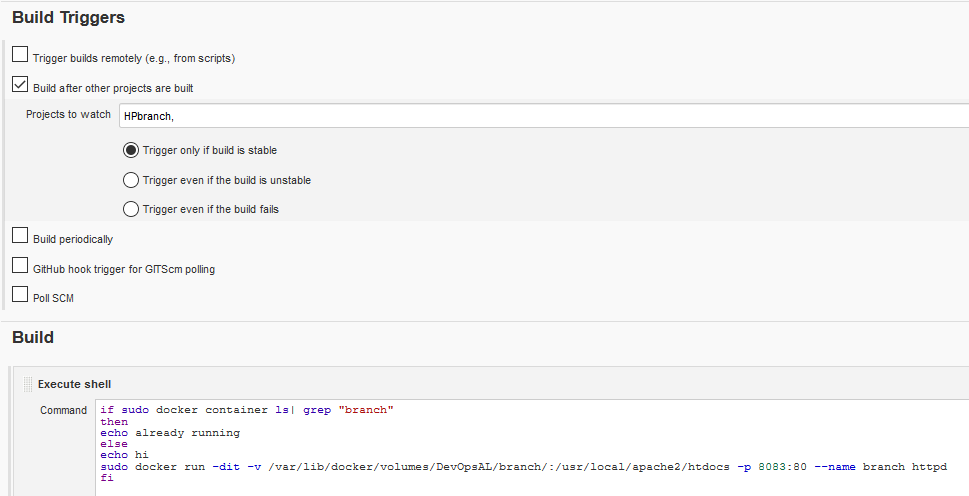 Build Triggers
Trigger builds remotely (e.g., from scripts)
Build after other projects are built
Projects to watch HPbranch,
Trigger only if build is stable
Trigger even if the build is unstable
Trigger even if the build fails
Build periodically
GitHub hook trigger for GITScm polling
Poll SCM
Build
Execute shell
Command if sudo docker container ls| grep "branch"
then
echo already running
else
echo hi
sudo docker run -dit -v /var/lib/docker/volumes/DevOpsAL/branch/:/usr/local/apache2/htdocs -p 8083:80 --name branch httpd
fi